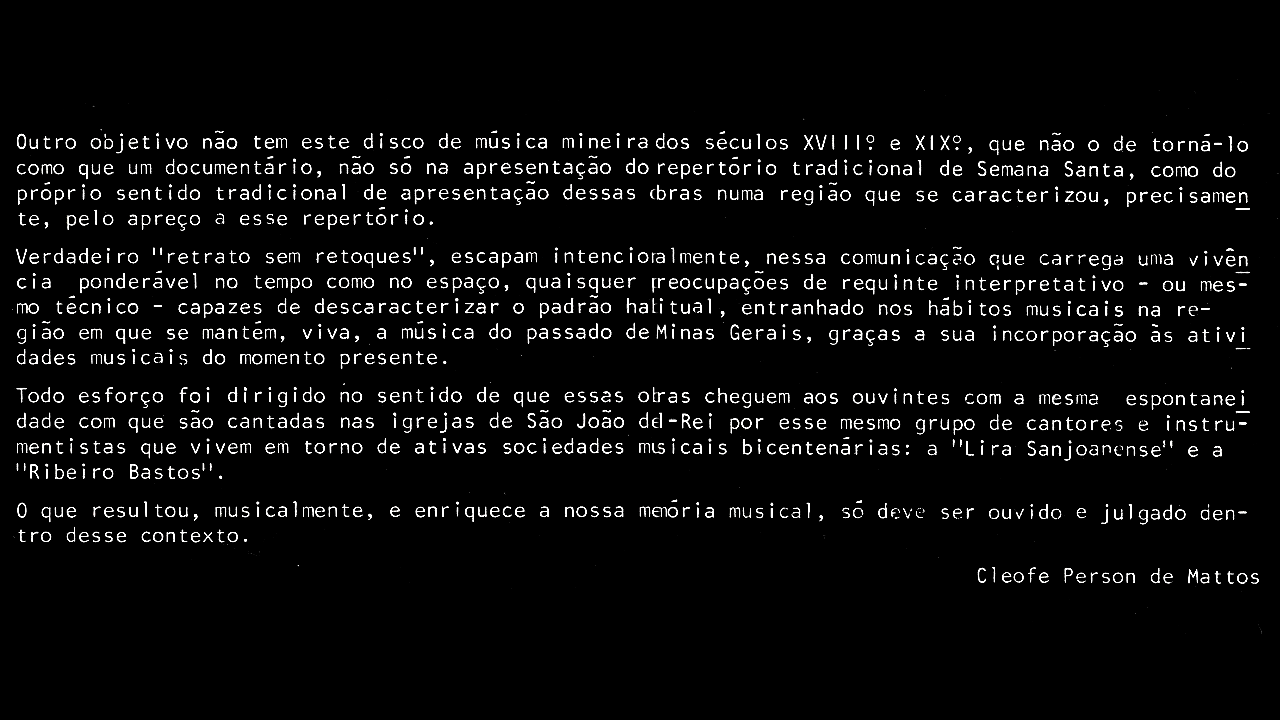 Outro objetivo não tem este disco de música mineira dos séculos XVIIIº e XIXº, que não o de torná-lo
como que um documentário, não só na apresentação do repertório tradicional de Semana Santa, como do
próprio sentido tradicional de apresentação dessas obras numa região que se caracterizou, precisamen
te, pelo apreço a esse repertório.
Verdadeiro "retrato sem retoques", escapam intencionalmente, nessa comunicação que carrega uma vivên
cia ponderável no tempo como no espaço, quaisquer preocupações de requinte interpretativo - ou mes-
mo técnico - capazes de descaracterizar o padrão habitual, entranhado nos hábitos musicais na re-
gião em que se mantém, viva, a música do passado de Minas Gerais, graças a sua incorporação às ativi
dades musicais do momento presente.
Todo esforço foi dirigido no sentido de que essas obras cheguem aos ouvintes com a mesma espontanei
dade com que são cantadas nas igrejas de São João del-Rei por esse mesmo grupo de cantores e instru-
mentistas que vivem em torno de ativas sociedades musicais bicentenárias: a "Lira Sanjoanense" e a
"Ribeiro Bastos".
O que resultou, musicalmente, e enriquece a nossa memória musical, só deve ser ouvido e julgado den-
tro desse contexto.
Cleofe Person de Mattos